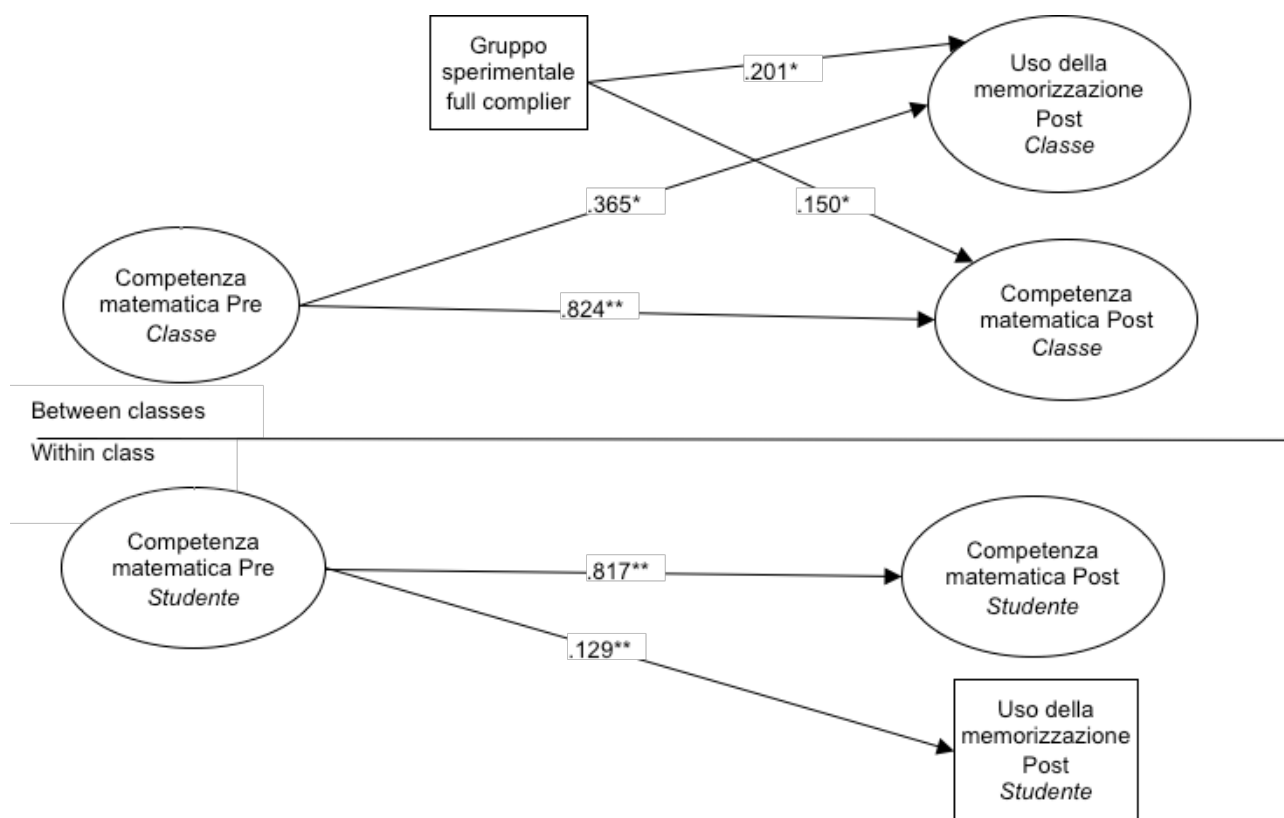 Gruppo
sperimentale
full complier
.201*
Uso della
memorizzazione
Post
Classe
.365*
.150*
Competenza
matematica Pre
Classe
.824**
Competenza
matematica Post
Classe
Between classes
Within class
Competenza
matematica Pre
Studente
.817**
Competenza
matematica Post
Studente
.129**
Uso della
memorizzazione
Post
Studente